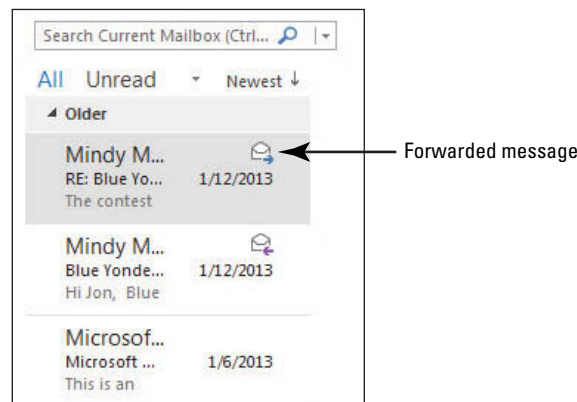 Search Current Mailbox (Ctrl...
All Unread Newest ↓
Older
Mindy M...
RE: Blue Yo... 1/12/2013
The contest
Forwarded message
Mindy M...
Blue Yonde... 1/12/2013
Hi Jon, Blue
Microsof...
Microsoft ... 1/6/2013
This is an